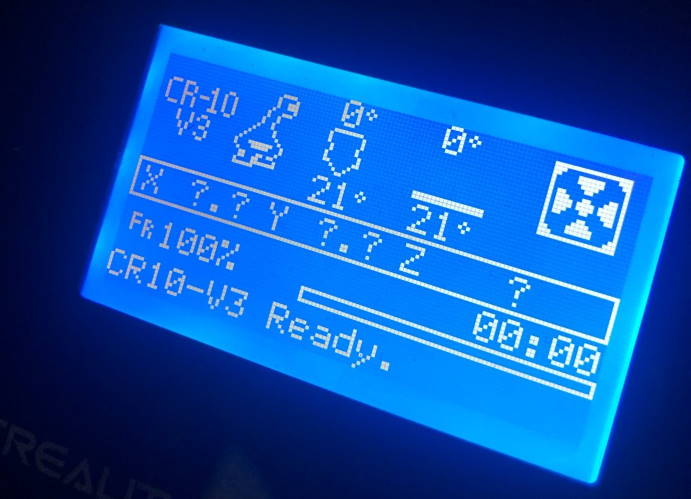 CR-10 0° 0°
V3
21° 21°
X ?.? Y ?.? Z ?
FR100% 00:00
CR10-V3 Ready.